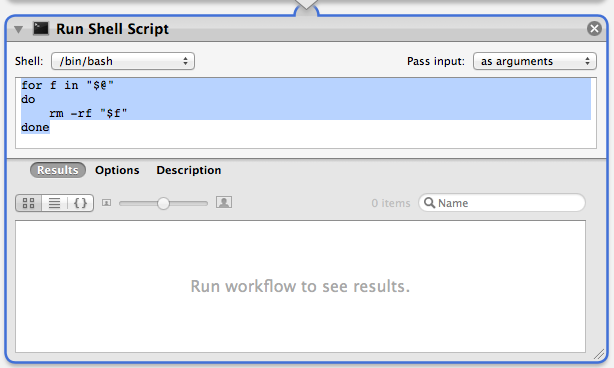 Run Shell Script
Shell: /bin/bash Pass input: as arguments
for f in "$@"
do
    rm -rf "$f"
done
Results Options Description
{} 0 items Name
Run workflow to see results.